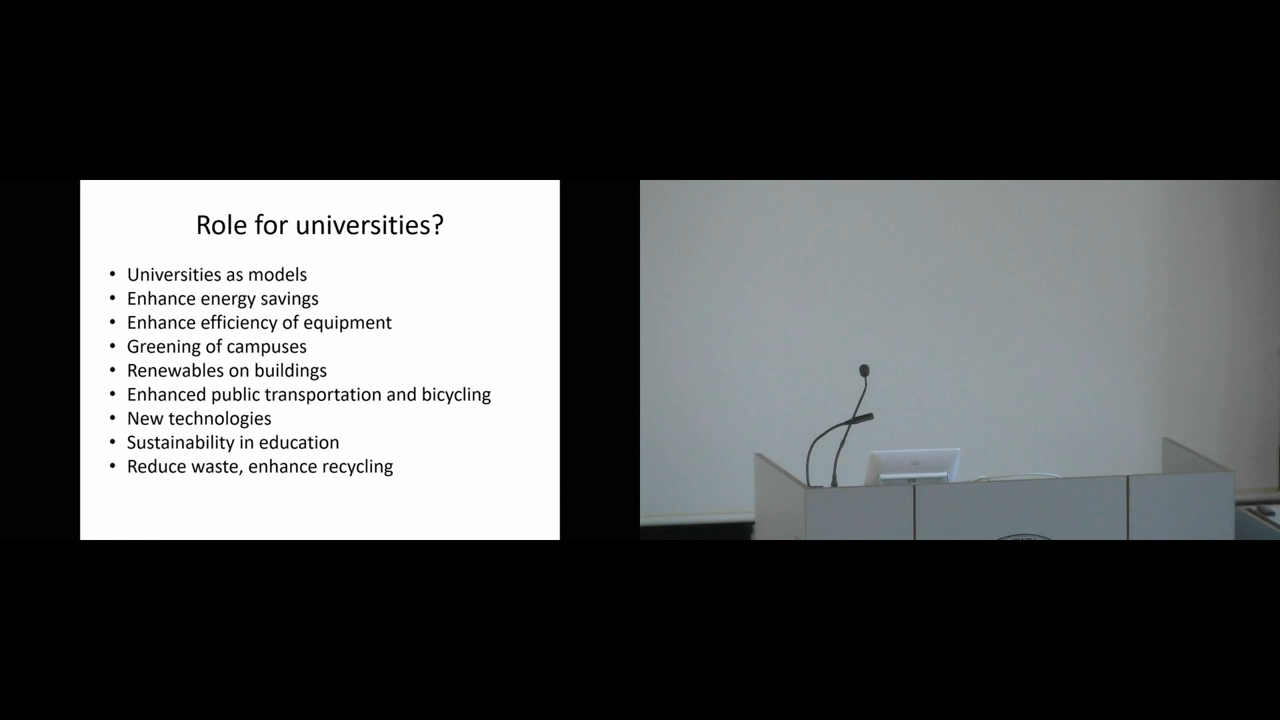 Role for universities?
• Universities as models
• Enhance energy savings
• Enhance efficiency of equipment
• Greening of campuses
• Renewables on buildings
• Enhanced public transportation and bicycling
• New technologies
• Sustainability in education
• Reduce waste, enhance recycling